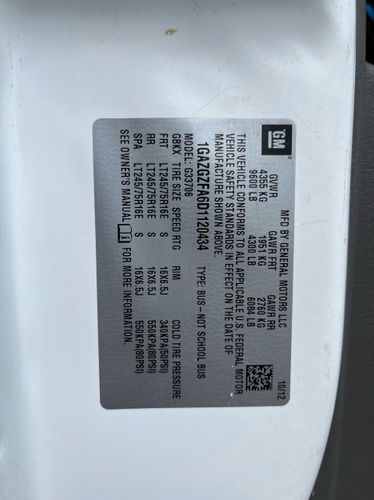 GM
MFD BY GENERAL MOTORS LLC
10/12
GVWR GAWR FRT GAWR RR
4355 KG 1951 KG 2760 KG
9600 LB 4300 LB 6084 LB
THIS VEHICLE CONFORMS TO ALL APPLICABLE U.S. FEDERAL MOTOR
VEHICLE SAFETY STANDARDS IN EFFECT ON THE DATE OF
MANUFACTURE SHOWN ABOVE.
1GAZGZFA6D1120434 TYPE: BUS-NOT SCHOOL BUS
MODEL: G33706
GBKX TIRE SIZE SPEED RTG RIM COLD TIRE PRESSURE
FRT LT245/75R16E S 16X6.5J 340KPA(50PSI)
RR LT245/75R16E S 16X6.5J 550KPA(80PSI)
SPA LT245/75R16E S 16X6.5J 550KPA(80PSI)
SEE OWNER'S MANUAL